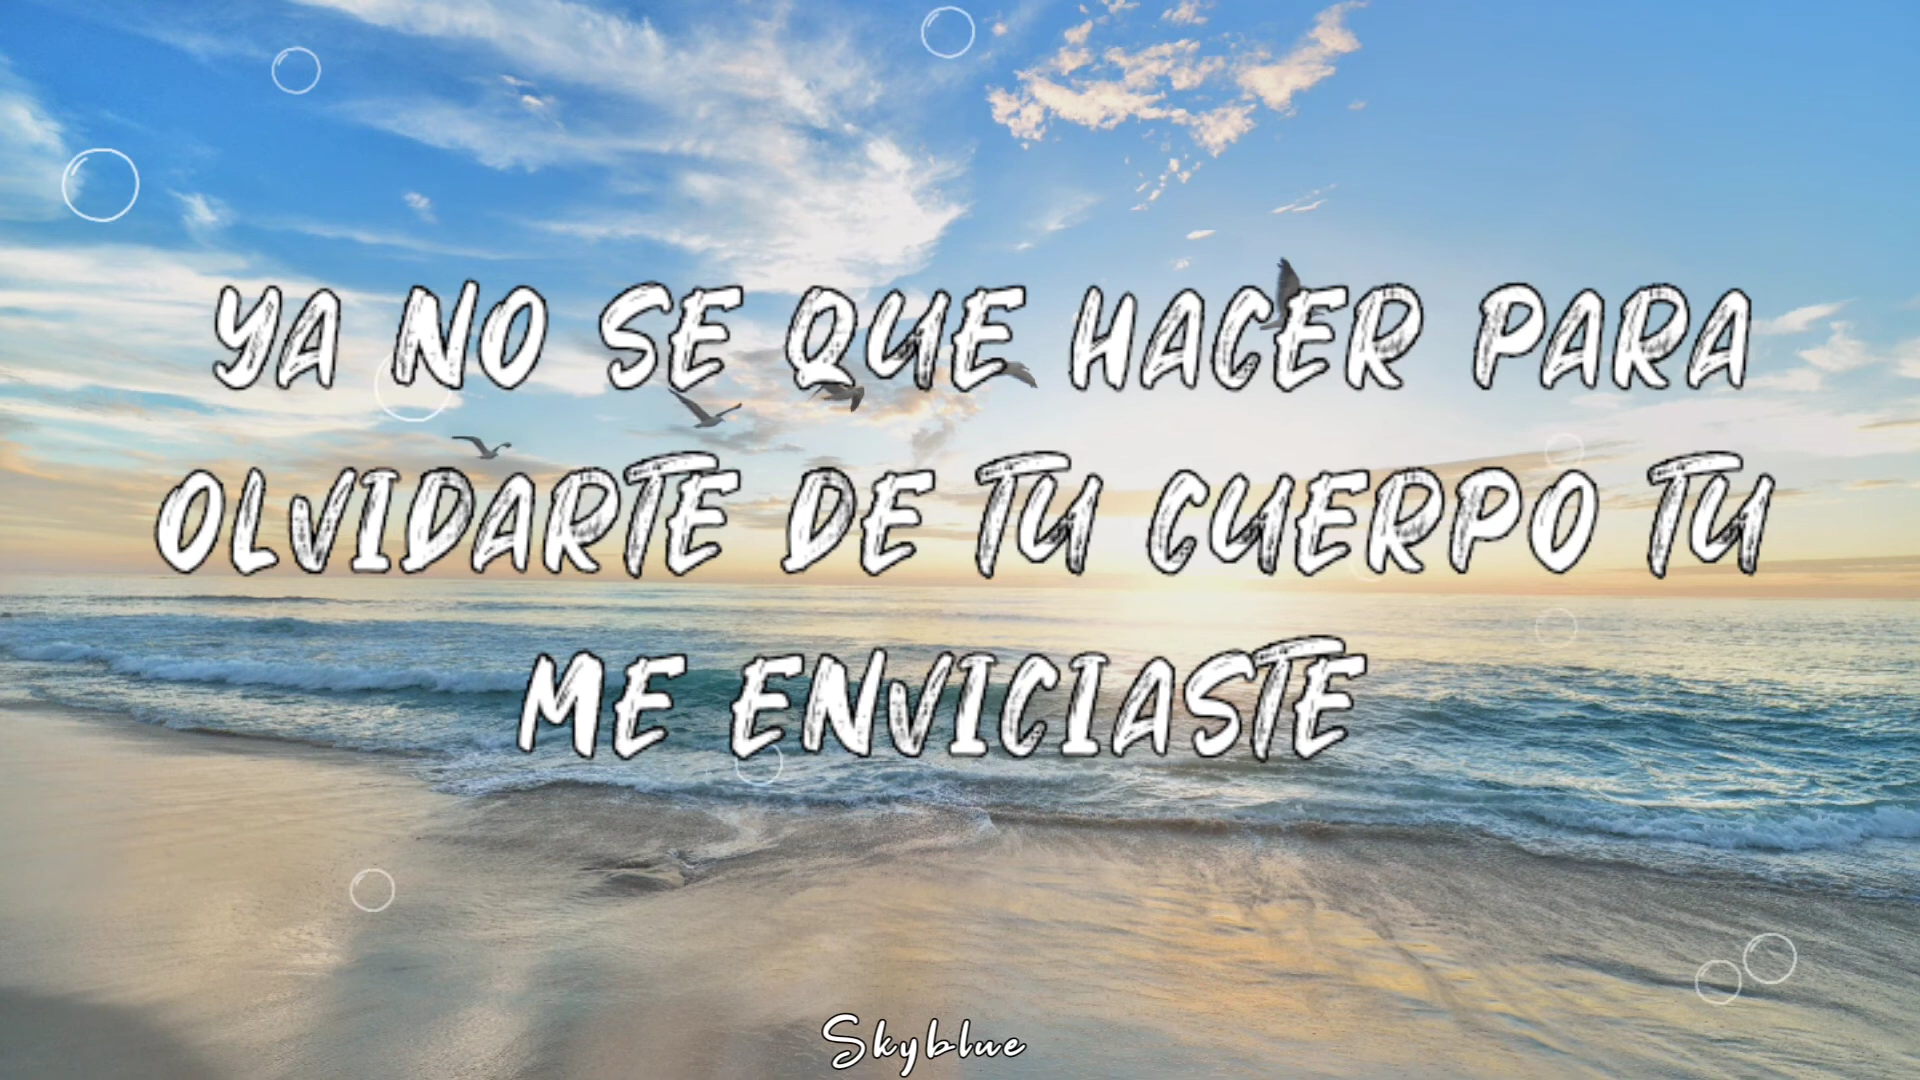 YA NO SE QUE HACER PARA
OLVIDARTE DE TU CUERPO TU
ME ENVICIASTE
Skyblue